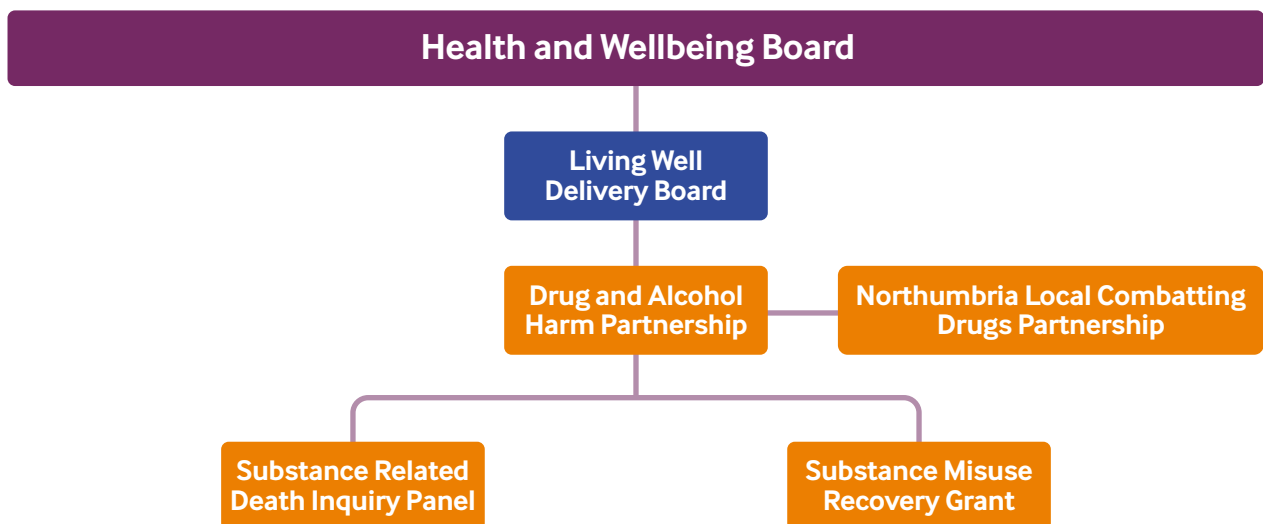 Health and Wellbeing Board
Living Well
Delivery Board
Drug and Alcohol
Harm Partnership
Northumbria Local Combatting
Drugs Partnership
Substance Related
Death Inquiry Panel
Substance Misuse
Recovery Grant